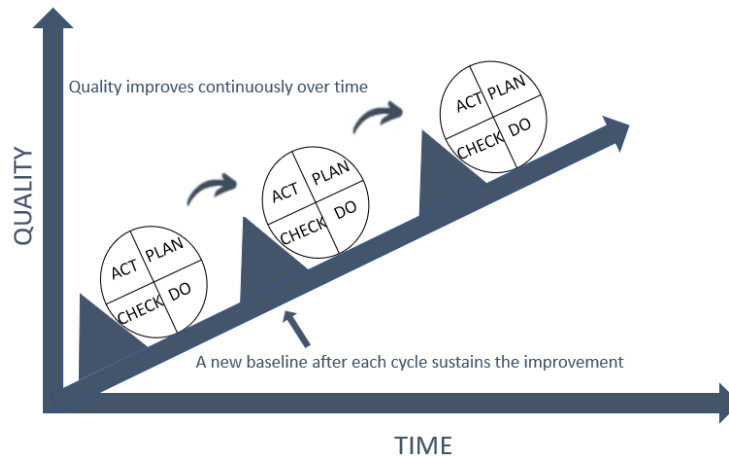 Quality improves continuously over time
ACT PLAN
CHECK DO
ACT PLAN
CHECK DO
ACT PLAN
CHECK DO
QUALITY
A new baseline after each cycle sustains the improvement
TIME